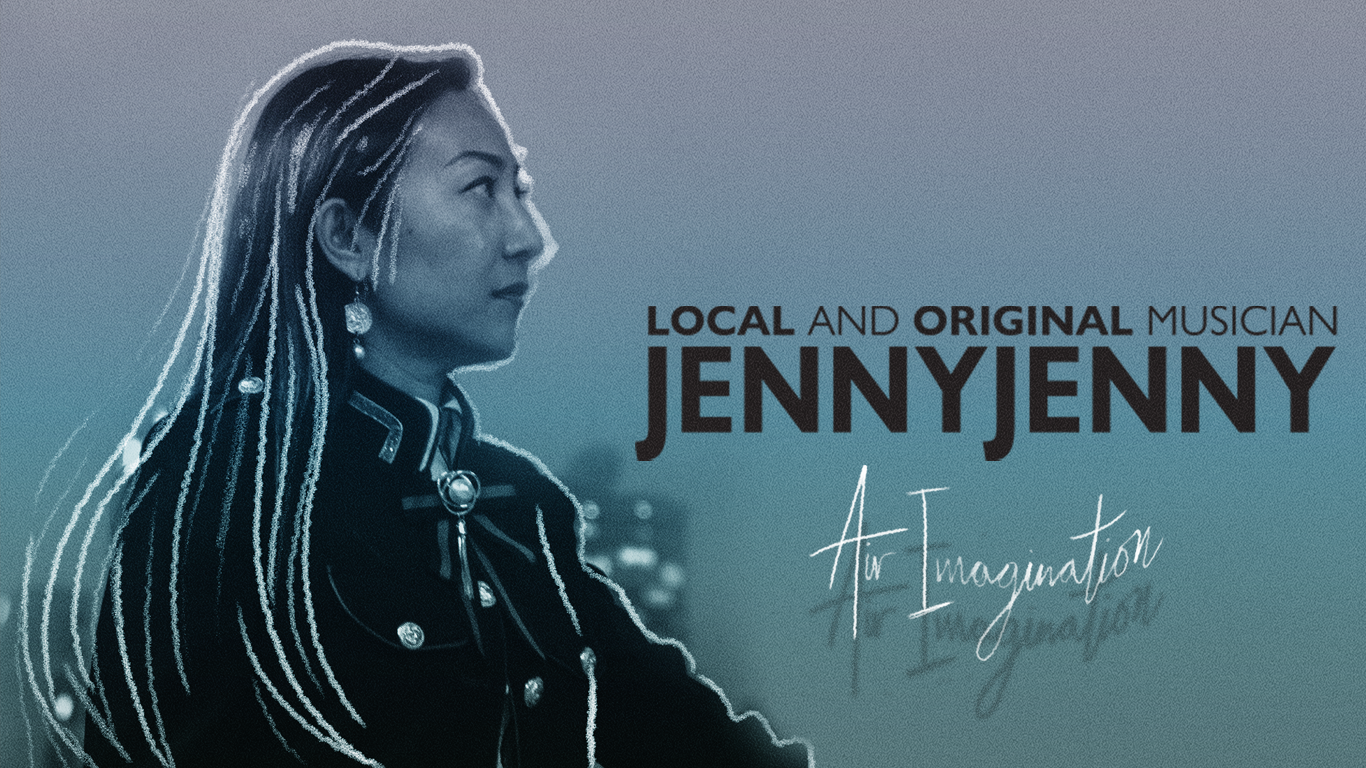 LOCAL AND ORIGINAL MUSICIAN
JENNYJENNY
Air Imagination